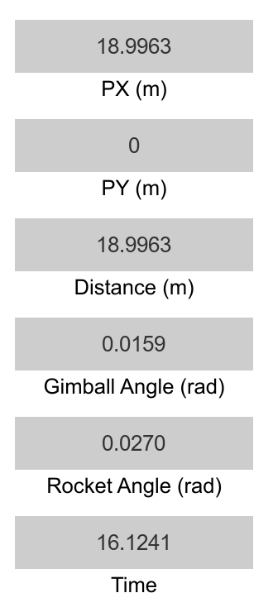 18.9963
PX (m)
0
PY (m)
18.9963
Distance (m)
0.0159
Gimball Angle (rad)
0.0270
Rocket Angle (rad)
16.1241
Time